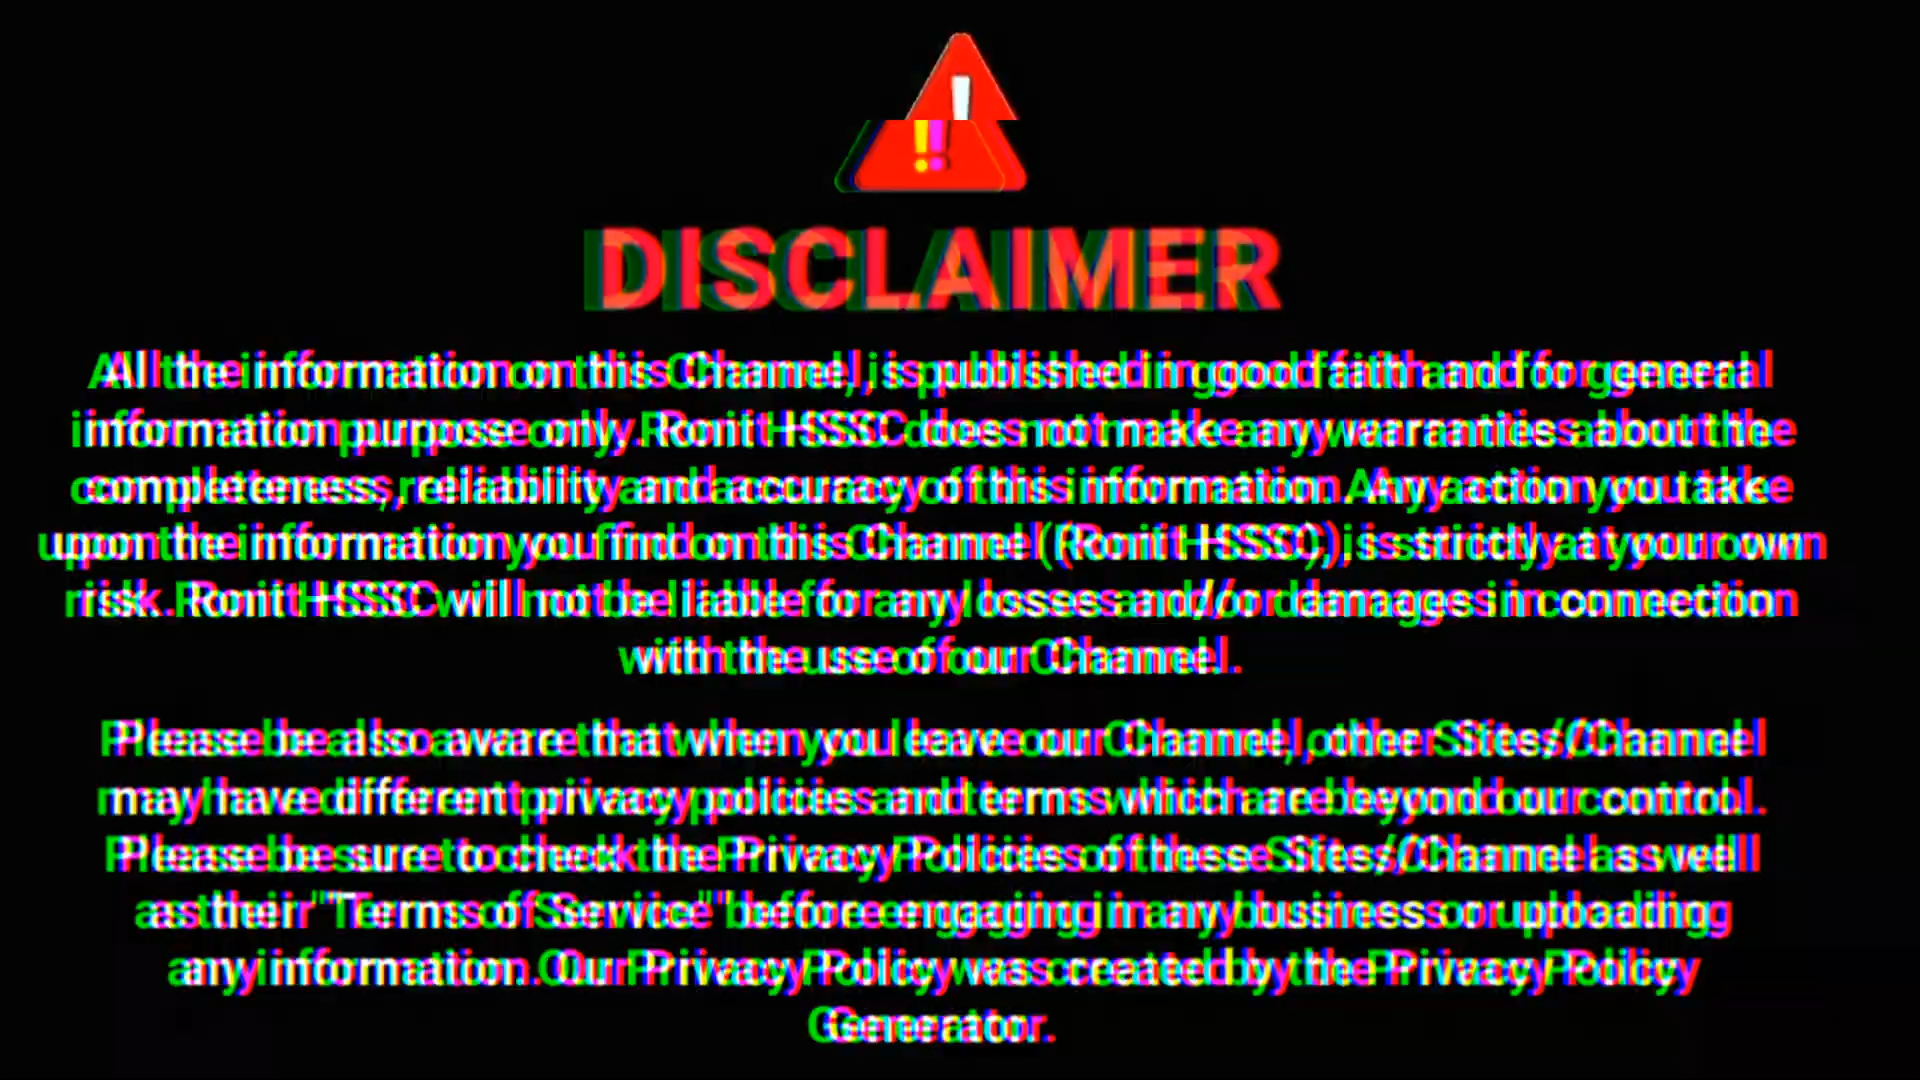 DISCLAIMER
All the information on this Channel, is published in good faith and for general
information purpose only. Ronit HSSC does not make any warranties about the
completeness, reliability and accuracy of this information. Any action you take
upon the information you find on this Channel (Ronit HSSC), is strictly at your own
risk. Ronit HSSC will not be liable for any losses and/or damages in connection
with the use of our Channel.
Please be also aware that when you leave our Channel, other Sites/Channel
may have different privacy policies and terms which are beyond our control.
Please be sure to check the Privacy Policies of these Sites/Channel as well
as their "Terms of Service" before engaging in any business or uploading
any information. Our Privacy Policy was created by the Privacy Policy
Generator.